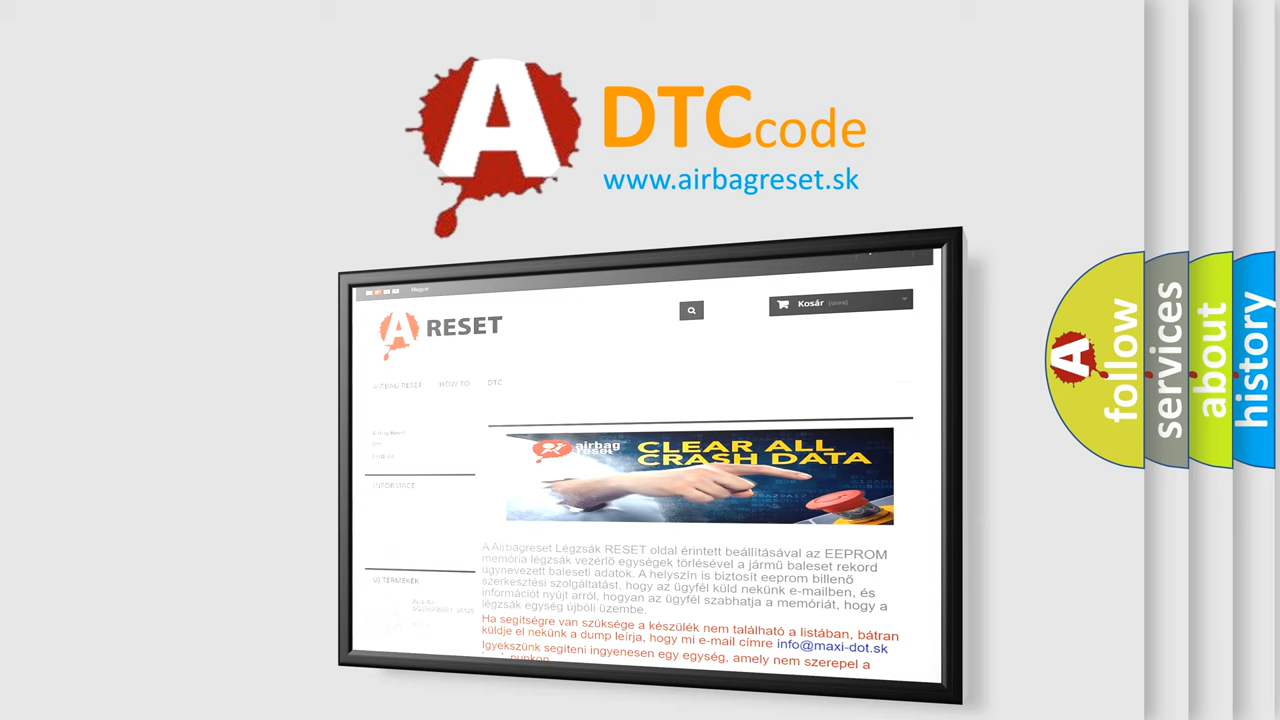 A DTC code
www.airbagreset.sk
Magyar
A RESET
Kosár (üres)
AIRBAG RESET HOW TO DTC
INFORMACE
airbag reset
CLEAR ALL
CRASH DATA
ÚJ TERMÉKEK
A Airbagreset Légzsák RESET oldal érintett beállításával az EEPROM
memória légzsák vezérlő egységek törlésével a jármű baleset rekord
úgynevezett baleseti adatok. A helyszín is biztosít eeprom billenő
szerkesztési szolgáltatást, hogy az ügyfél küld nekünk e-mailben, és
információt nyújt arról, hogyan az ügyfél szabhatja a memóriát, hogy a
légzsák egység újbóli üzembe.
Ha segítségre van szüksége a készülék nem található a listában, bátran
küldje el nekünk a dump leírja, hogy mi e-mail címre info@maxi-dot.sk
Igyekszünk segíteni ingyenesen egy egység, amely nem szerepel a
A follow
services
about
history